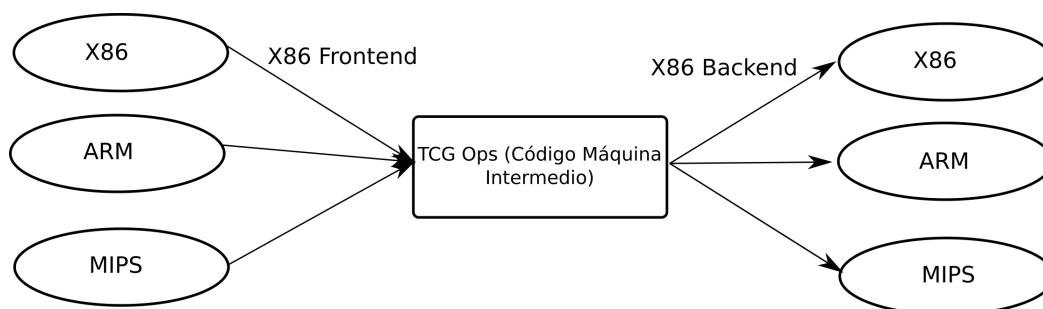 X86
X86 Frontend
ARM
MIPS
TCG Ops (Código Máquina
Intermedio)
X86 Backend
X86
ARM
MIPS